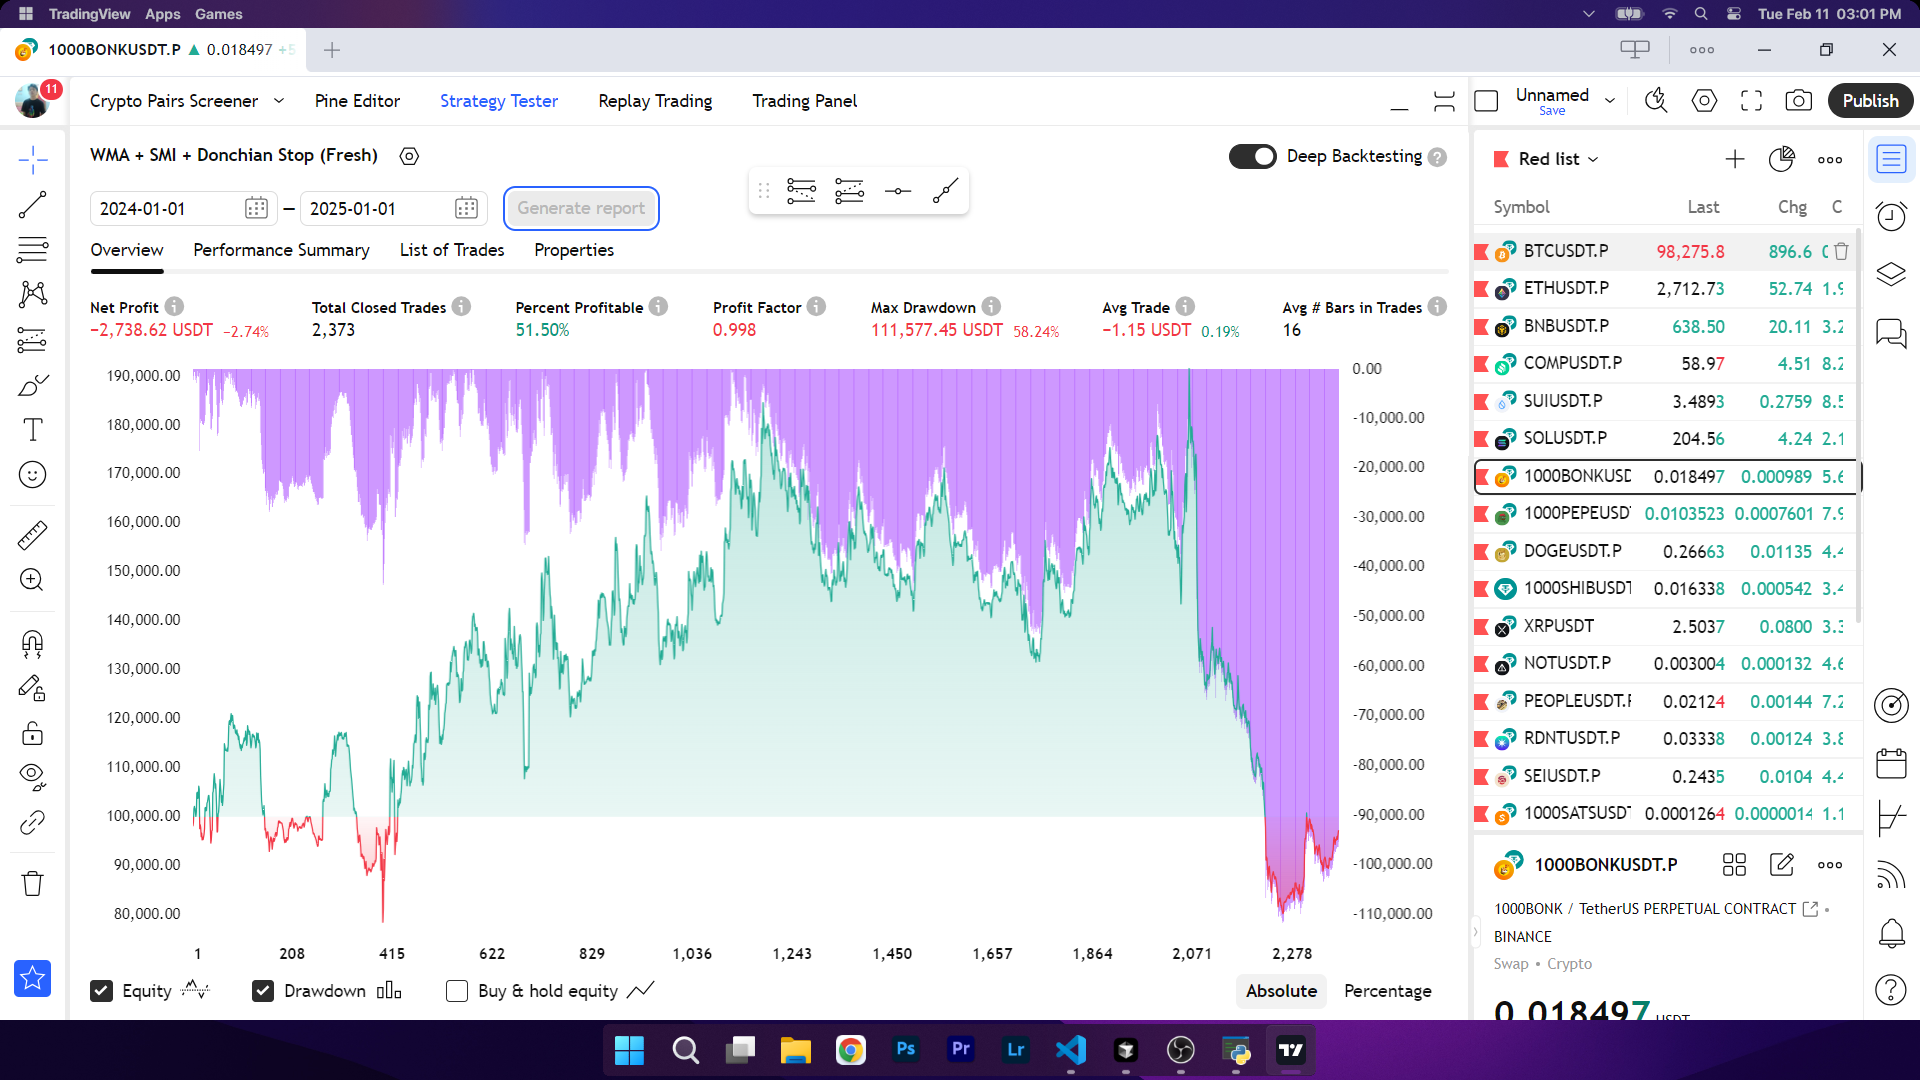 TradingView Apps Games
Tue Feb 11 03:01 PM
1000BONKUSDT.P ▲ 0.018497 +5
11
Crypto Pairs Screener Pine Editor Strategy Tester Replay Trading Trading Panel
Unnamed
Save
Publish
WMA + SMI + Donchian Stop (Fresh)
Deep Backtesting
2024-01-01 — 2025-01-01 Generate report
Overview Performance Summary List of Trades Properties
Net Profit Total Closed Trades Percent Profitable Profit Factor Max Drawdown Avg Trade Avg # Bars in Trades
−2,738.62 USDT −2.74% 2,373 51.50% 0.998 111,577.45 USDT 58.24% −1.15 USDT 0.19% 16
190,000.00
180,000.00
170,000.00
160,000.00
150,000.00
140,000.00
130,000.00
120,000.00
110,000.00
100,000.00
90,000.00
80,000.00
0.00
-10,000.00
-20,000.00
-30,000.00
-40,000.00
-50,000.00
-60,000.00
-70,000.00
-80,000.00
-90,000.00
-100,000.00
-110,000.00
1 208 415 622 829 1,036 1,243 1,450 1,657 1,864 2,071 2,278
Equity Drawdown Buy & hold equity Absolute Percentage
Red list
Symbol Last Chg C
BTCUSDT.P 98,275.8 896.6
ETHUSDT.P 2,712.73 52.74 1.9
BNBUSDT.P 638.50 20.11 3.2
COMPUSDT.P 58.97 4.51 8.2
SUIUSDT.P 3.4893 0.2759 8.5
SOLUSDT.P 204.56 4.24 2.1
1000BONKUSD 0.018497 0.000989 5.6
1000PEPEUSD 0.0103523 0.0007601 7.9
DOGEUSDT.P 0.26663 0.01135 4.4
1000SHIBUSDT 0.016338 0.000542 3.4
XRPUSDT 2.5037 0.0800 3.3
NOTUSDT.P 0.003004 0.000132 4.6
PEOPLEUSDT.P 0.02124 0.00144 7.2
RDNTUSDT.P 0.03338 0.00124 3.8
SEIUSDT.P 0.2435 0.0104 4.4
1000SATSUSDT 0.0001264 0.0000014 1.1
1000BONKUSDT.P
1000BONK / TetherUS PERPETUAL CONTRACT
BINANCE
Swap • Crypto
0.018497 USDT
Ps Pr Lr